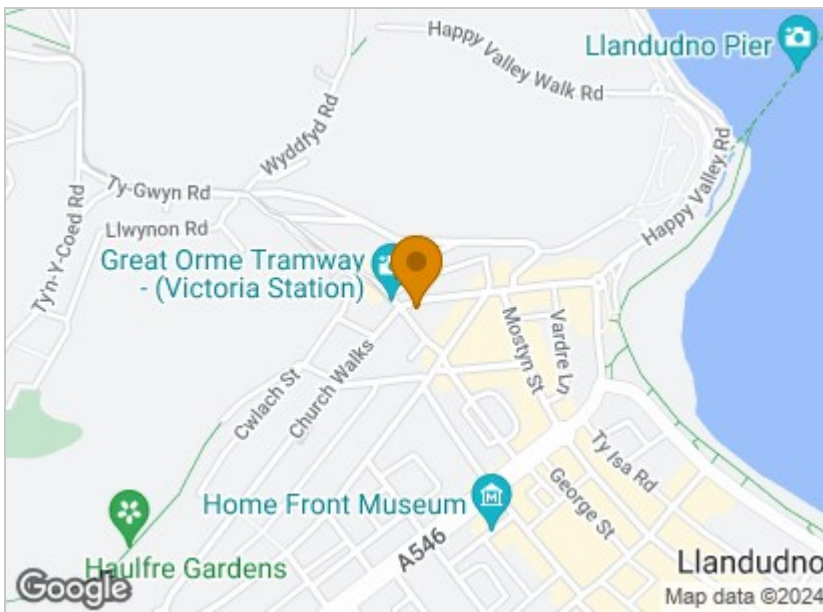 Happy Valley Walk Rd
Llandudno Pier
Wyddfyd Rd
Happy Valley Rd
Ty-Gwyn Rd
Llwynon Rd
Ty'n-Y-Coed Rd
Great Orme Tramway
- (Victoria Station)
Mostyn St
Vardre Ln
Church Walks
Cwlach St
Ty Isa Rd
George St
Home Front Museum
A546
Haulfre Gardens
Llandudno
Google
Map data ©2024